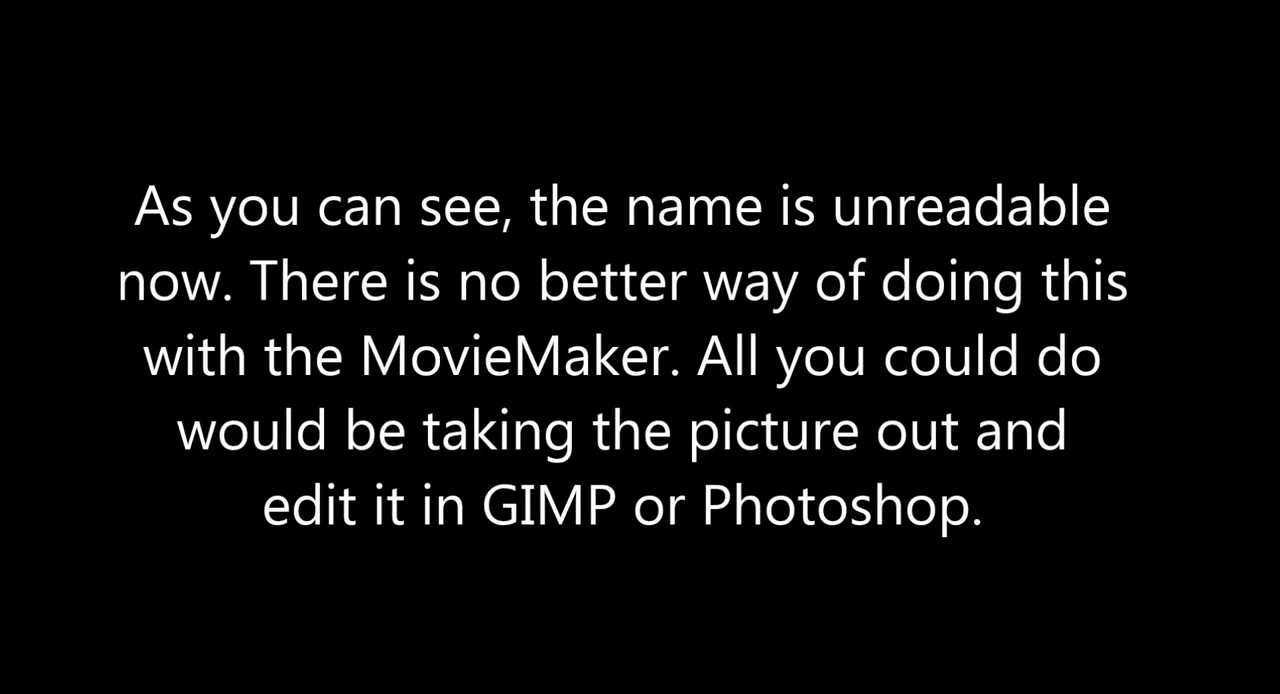 As you can see, the name is unreadable
now. There is no better way of doing this
with the MovieMaker. All you could do
would be taking the picture out and
edit it in GIMP or Photoshop.